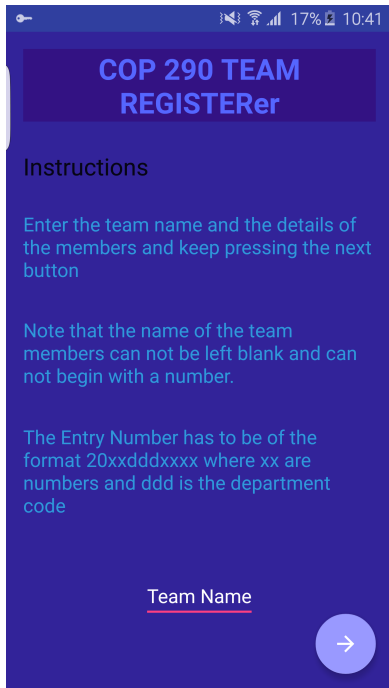 17% 10:41
COP 290 TEAM
REGISTERer
Instructions
Enter the team name and the details of
the members and keep pressing the next
button
Note that the name of the team
members can not be left blank and can
not begin with a number.
The Entry Number has to be of the
format 20xxdddxxxx where xx are
numbers and ddd is the department
code
Team Name